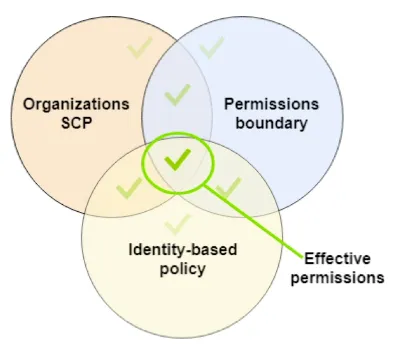 Organizations
SCP
Permissions
boundary
Identity-based
policy
Effective
permissions